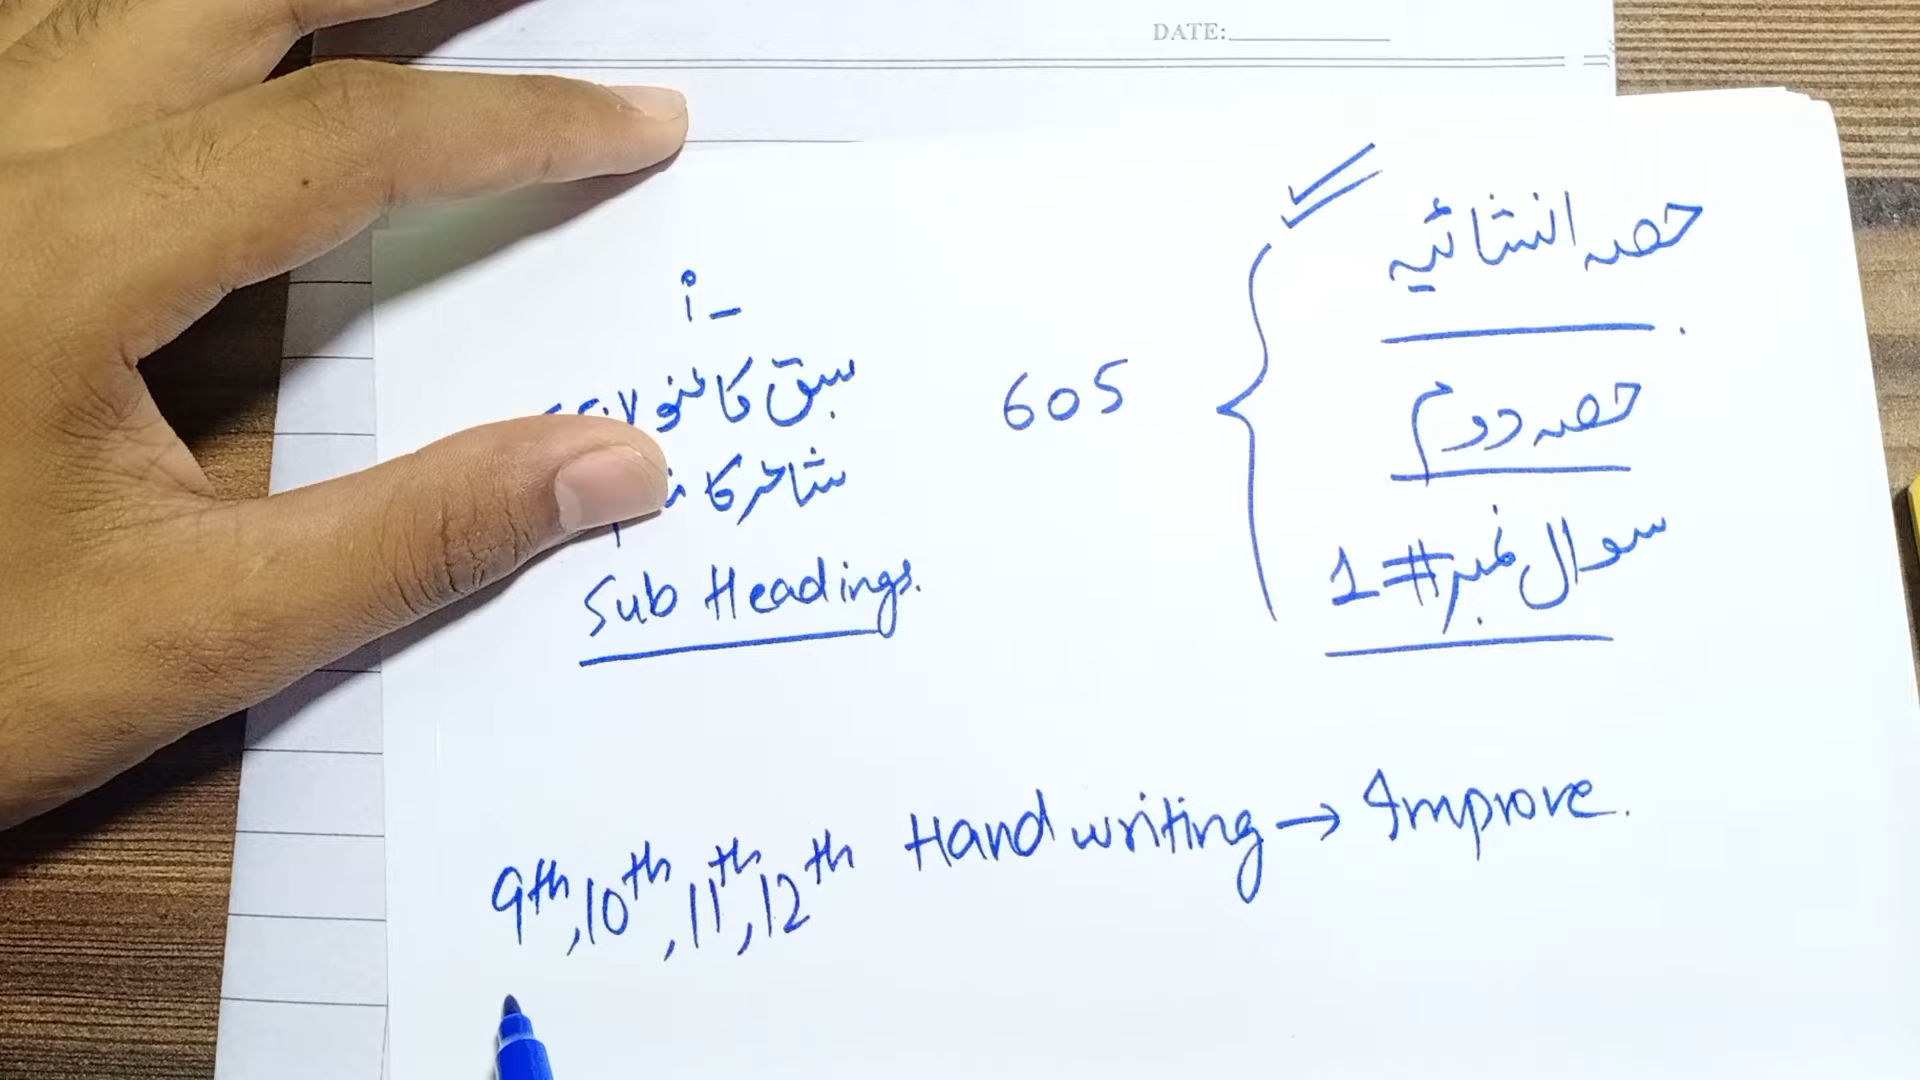 DATE:
حصہ انشائیہ
حصہ دوم
سوال نمبر #1
605
i-
سبق کا
شاعر کا
Sub Headings.
9th, 10th, 11th, 12th Handwriting → Improve.